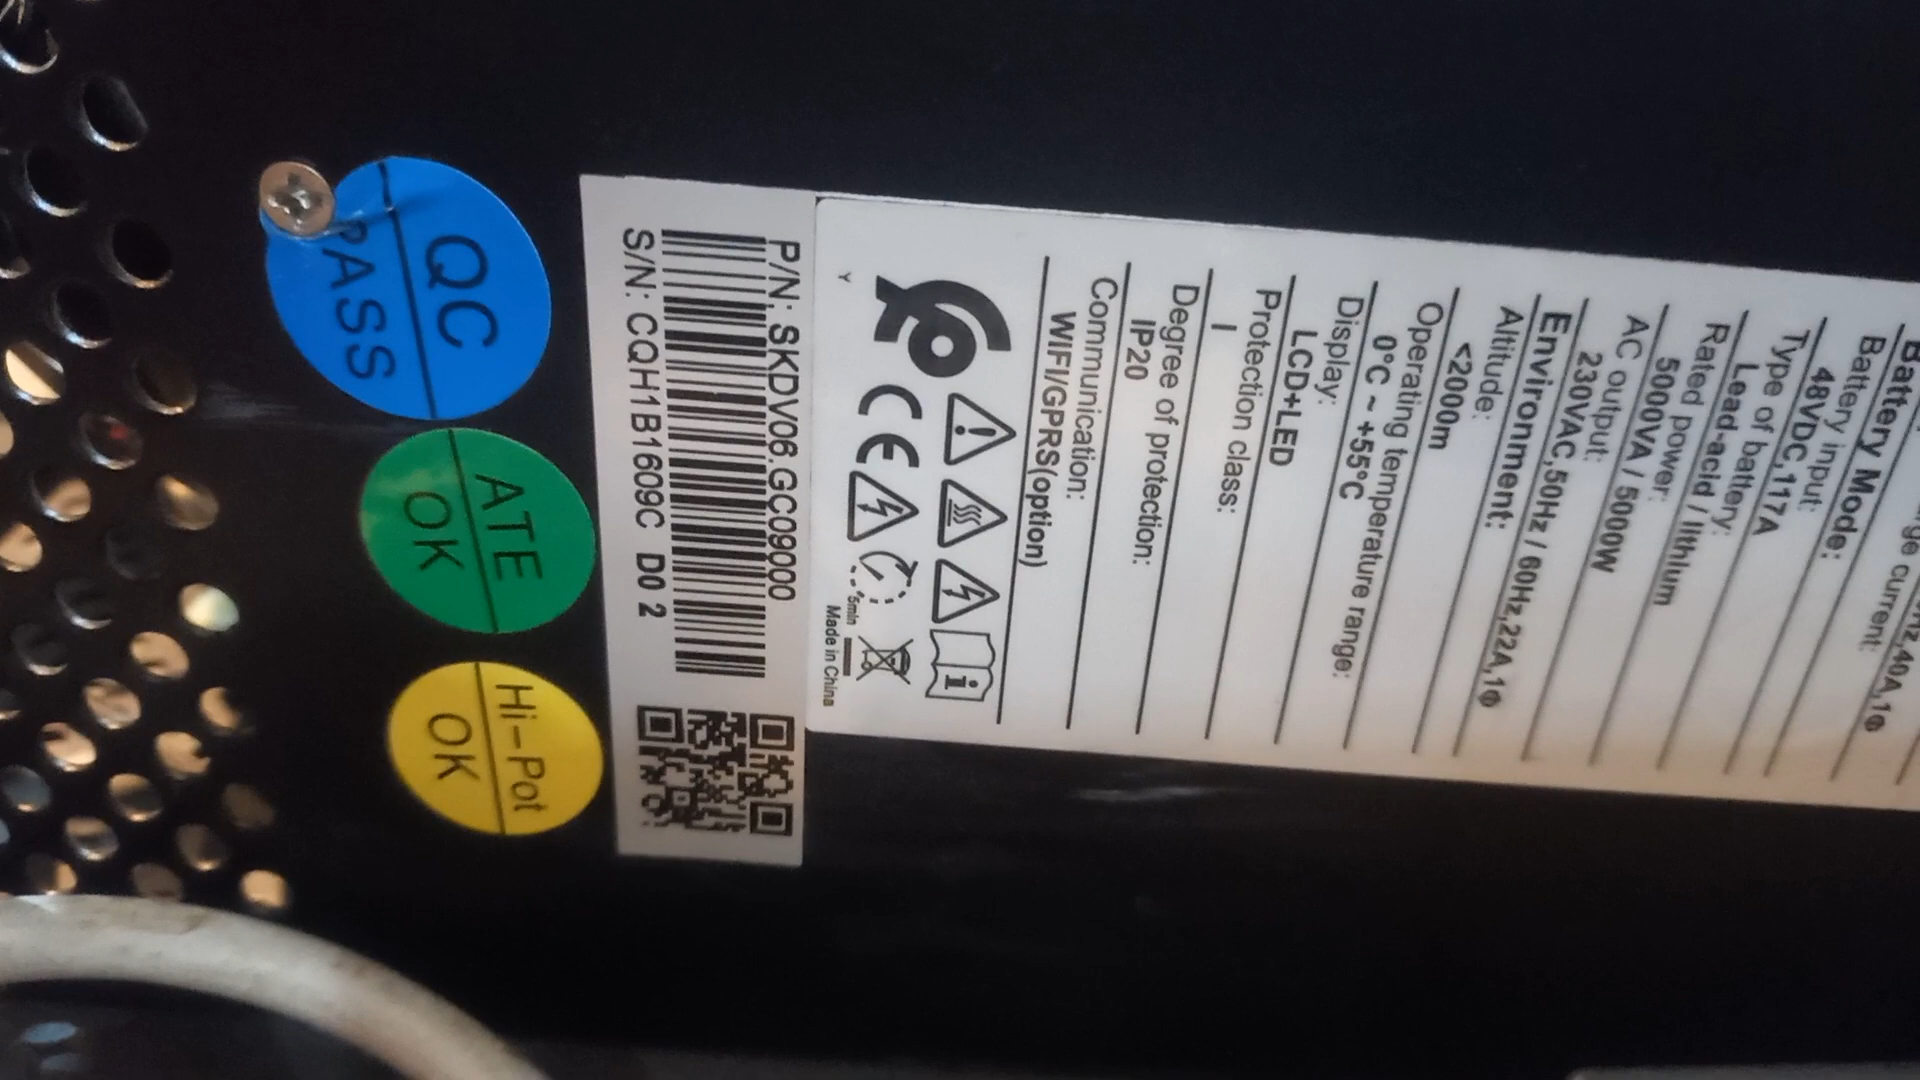 Battery Mode:
Battery input:
48VDC,117A
Type of battery:
Lead-acid / lithium
Rated power:
5000VA / 5000W
AC output:
230VAC,50Hz / 60Hz,22A,1Φ
Environment:
Altitude:
<2000m
Operating temperature range:
0°C ~ +55°C
Display:
LCD+LED
Protection class:
I
Degree of protection:
IP20
Communication:
WIFI/GPRS(option)
CE
5min
Y
Made in China
P/N: SKDV06.GC09000
S/N: CQH1B1609C D0 2
QC
PASS
ATE
OK
Hi-Pot
OK